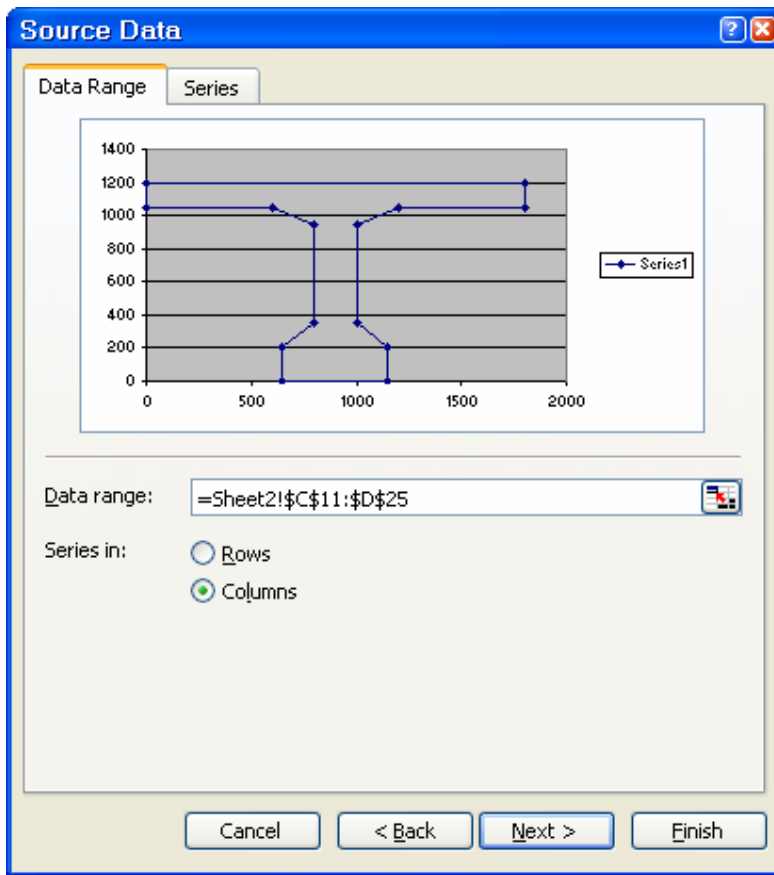 Source Data
Data Range Series
1400
1200
1000
800
600
400
200
0
0 500 1000 1500 2000
Series1
Data range: =Sheet2!$C$11:$D$25
Series in: Rows
Columns
Cancel < Back Next > Finish